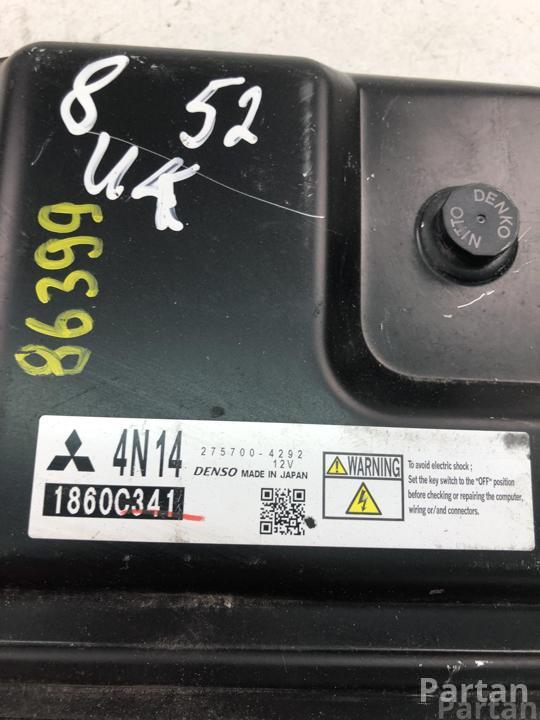 8 52
UK
86399
DENKO
NITTO
4N14
275700-4292
12V
DENSO MADE IN JAPAN
1860C341
WARNING
To avoid electric shock ;
Set the key switch to the "OFF" position
before checking or repairing the computer,
wiring or/and connectors.
Partan
Partan